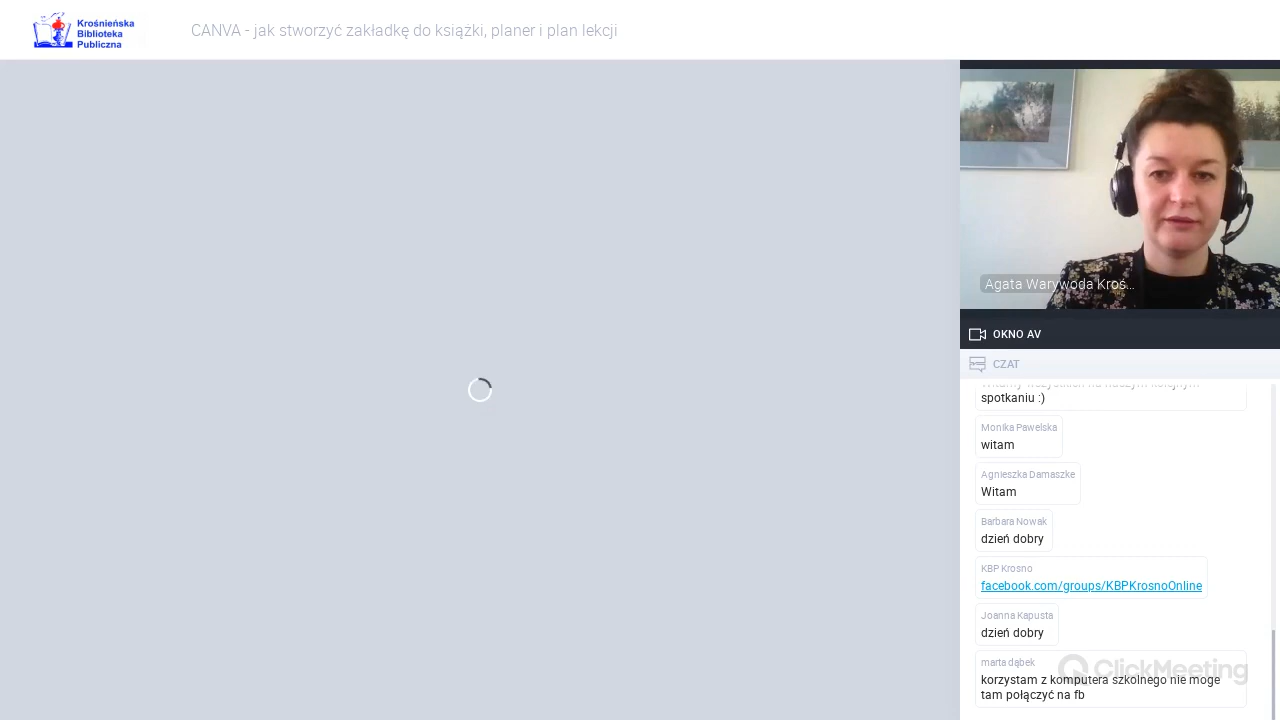 Krośnieńska
Biblioteka
Publiczna
CANVA - jak stworzyć zakładkę do książki, planer i plan lekcji
Agata Warywoda Kroś...
OKNO AV
CZAT
spotkaniu :)
Monika Pawelska
witam
Agnieszka Damaszke
Witam
Barbara Nowak
dzień dobry
KBP Krosno
facebook.com/groups/KBPKrosnoOnline
Joanna Kapusta
dzień dobry
marta dąbek
korzystam z komputera szkolnego nie moge
tam połączyć na fb
ClickMeeting